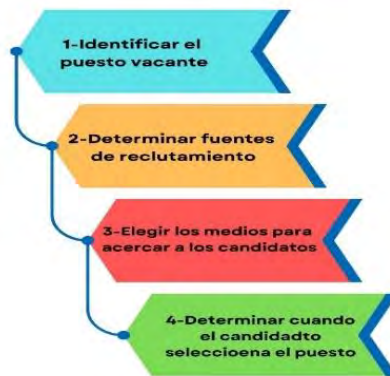 1-Identificar el
puesto vacante
2-Determinar fuentes
de reclutamiento
3-Elegir los medios para
acercar a los candidatos
4-Determinar cuando
el candidadto
seleccioena el puesto